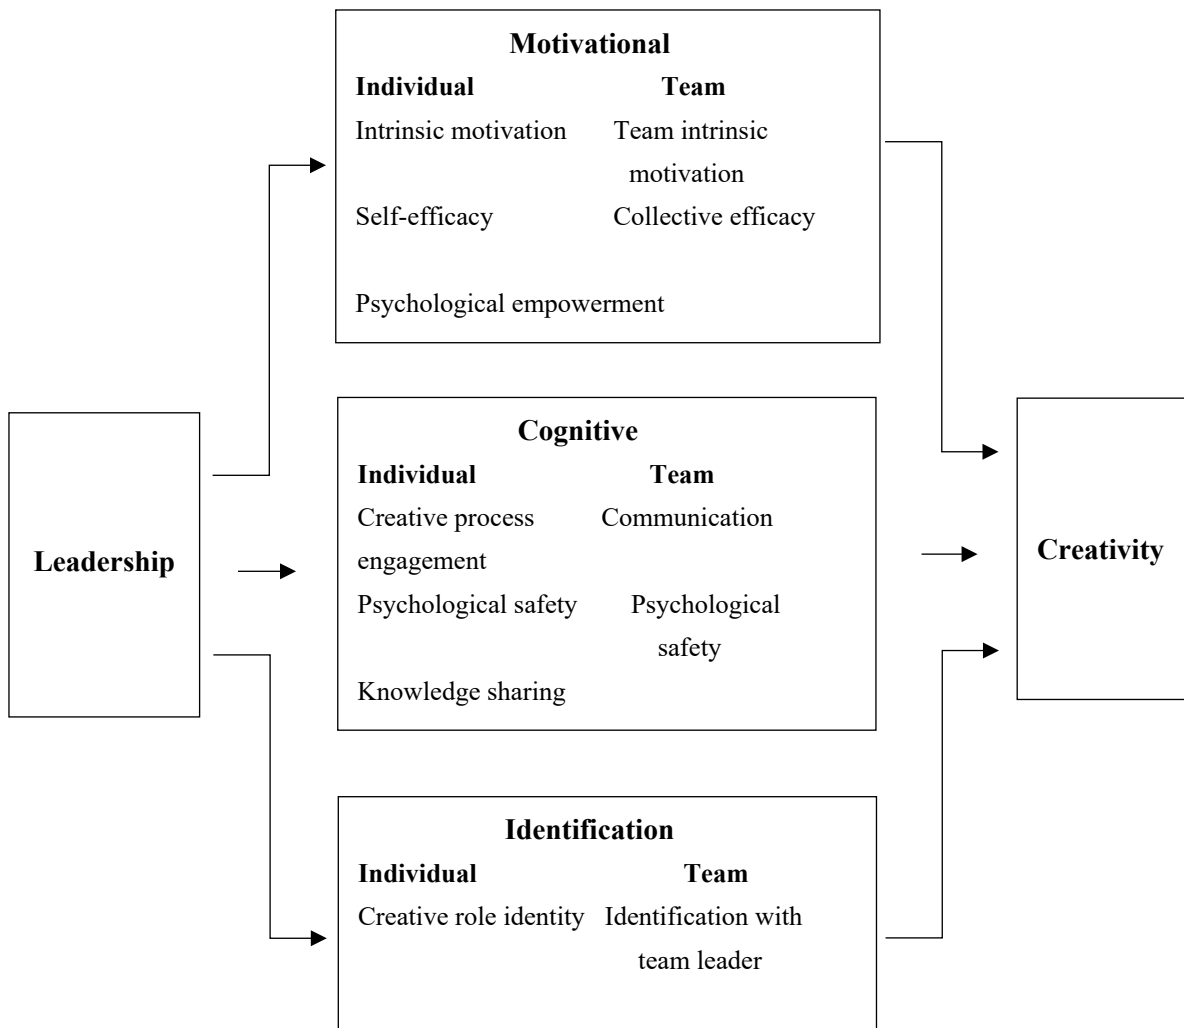 Motivational
Individual Team
Intrinsic motivation Team intrinsic
motivation
Self-efficacy Collective efficacy
Psychological empowerment
Leadership
Cognitive
Individual Team
Creative process Communication
engagement
Psychological safety Psychological
safety
Knowledge sharing
Creativity
Identification
Individual Team
Creative role identity Identification with
team leader